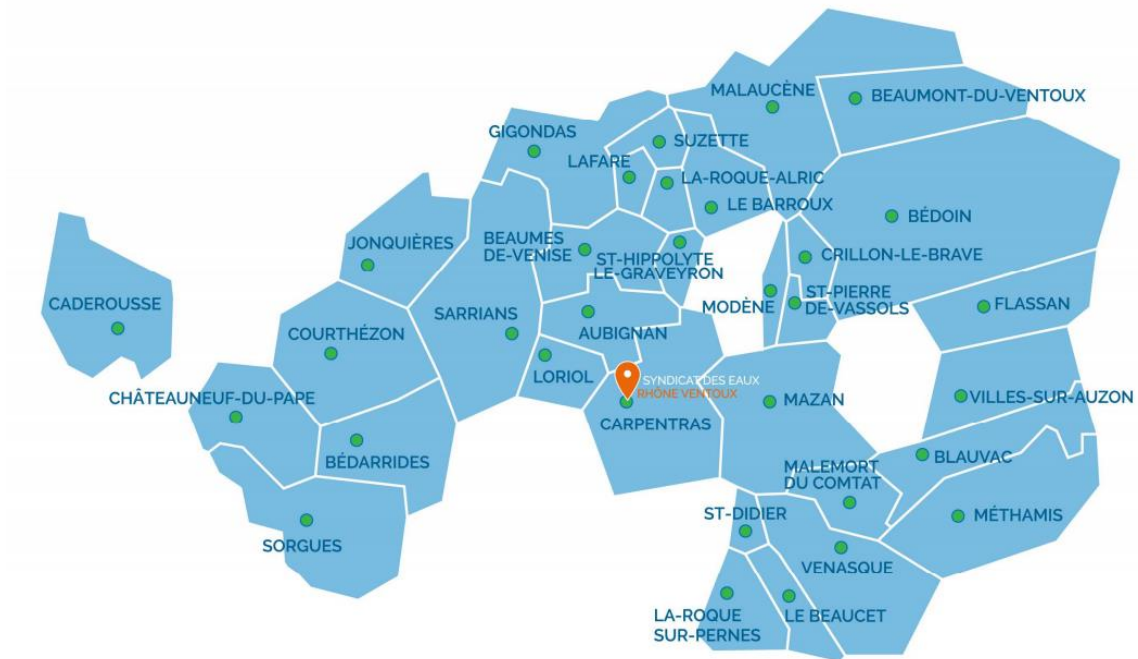 MALAUCÈNE
BEAUMONT-DU-VENTOUX
GIGONDAS
SUZETTE
LAFARE
LA-ROQUE-ALRIC
LE BARROUX
BÉDOIN
JONQUIÈRES
BEAUMES
DE-VENISE
ST-HIPPOLYTE
LE-GRAVEYRON
CRILLON-LE-BRAVE
CADEROUSSE
MODÈNE
ST-PIERRE
DE-VASSOLS
FLASSAN
COURTHÉZON
SARRIANS
AUBIGNAN
LORIOL
SYNDICAT DES EAUX
RHÔNE VENTOUX
CHÂTEAUNEUF-DU-PAPE
MAZAN
VILLES-SUR-AUZON
CARPENTRAS
BÉDARRIDES
BLAUVAC
MALEMORT
DU COMTAT
ST-DIDIER
MÉTHAMIS
SORGUES
VENASQUE
LA-ROQUE
SUR-PERNES
LE BEAUCET